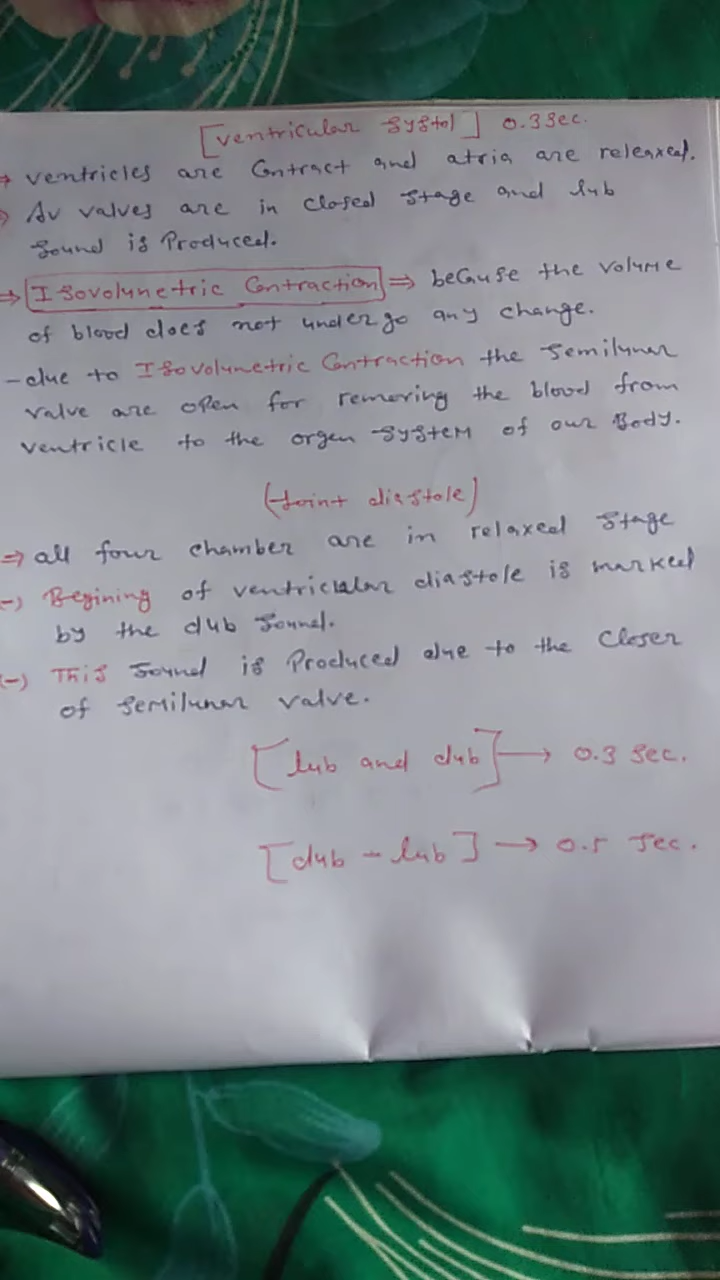 [ventricular systol] 0.3 sec.
→ ventricles are Contract and atria are relexed.
→ Av valves are in closed stage and lub
sound is Produced.
⇒ Isovolumetric Contraction ⇒ because the volume
of blood does not undergo any change.
- due to Isovolumetric Contraction the semilunar
valve are open for removing the blood from
ventricle to the orgen system of our Body.
(Joint diastole)
⇒ all four chamber are in relaxed stage
(-) Begining of ventricular diastole is marked
by the dub sound.
(-) This sound is Produced due to the closer
of semilunar valve.
[lub and dub] → 0.3 sec.
[dub - lub] → 0.5 sec.